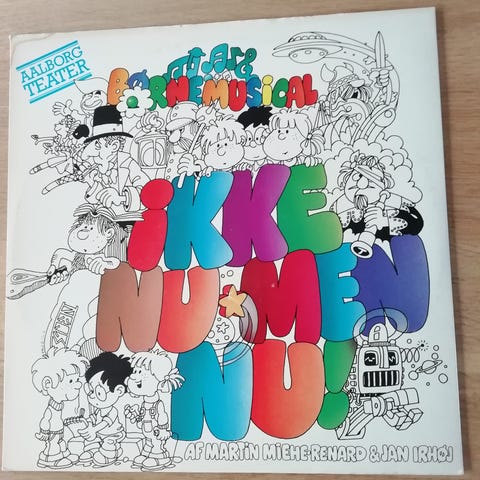 AALBORG
TEATER
BØRNEMUSICAL
iKKE
NU MEN
NU!
AF MARTIN MIEHE-RENARD & JAN IRHØJ